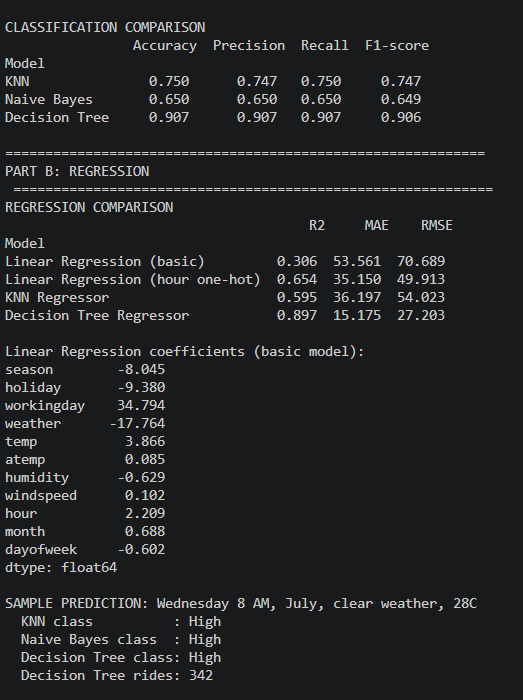 CLASSIFICATION COMPARISON
Accuracy Precision Recall F1-score
Model
KNN 0.750 0.747 0.750 0.747
Naive Bayes 0.650 0.650 0.650 0.649
Decision Tree 0.907 0.907 0.907 0.906
============================================================
PART B: REGRESSION
============================================================
REGRESSION COMPARISON
R2 MAE RMSE
Model
Linear Regression (basic) 0.306 53.561 70.689
Linear Regression (hour one-hot) 0.654 35.150 49.913
KNN Regressor 0.595 36.197 54.023
Decision Tree Regressor 0.897 15.175 27.203
Linear Regression coefficients (basic model):
season -8.045
holiday -9.380
workingday 34.794
weather -17.764
temp 3.866
atemp 0.085
humidity -0.629
windspeed 0.102
hour 2.209
month 0.688
dayofweek -0.602
dtype: float64
SAMPLE PREDICTION: Wednesday 8 AM, July, clear weather, 28C
KNN class : High
Naive Bayes class : High
Decision Tree class: High
Decision Tree rides: 342